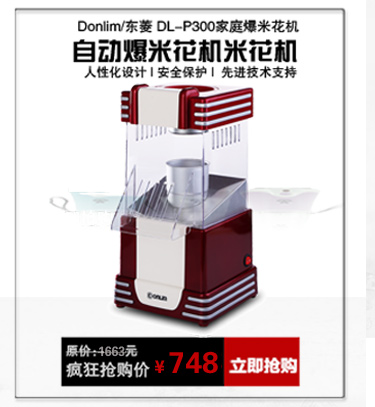 Donlim/东菱 DL-P300家庭爆米花机
自动爆米花机米花机
人性化设计 | 安全保护 | 先进技术支持
DONLIM
原价:1663元
疯狂抢购价 ¥748 立即抢购